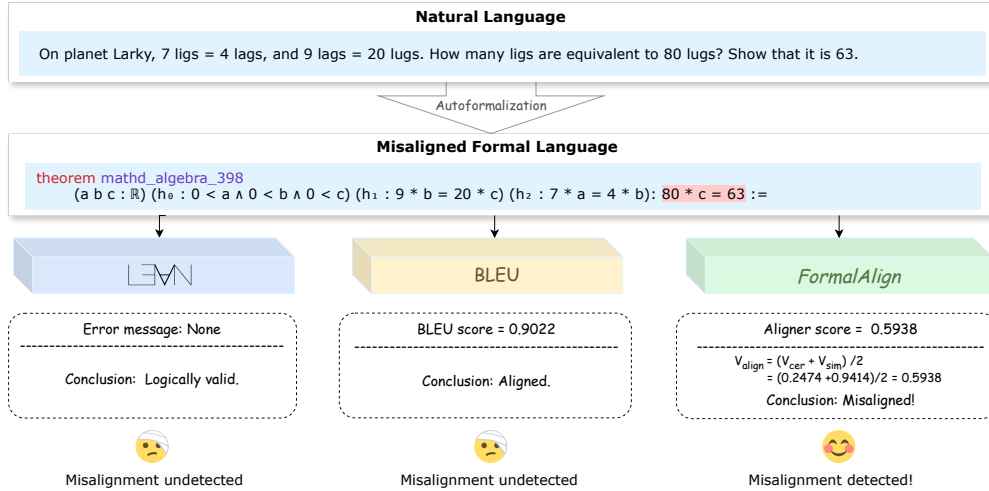 Natural Language
On planet Larky, 7 ligs = 4 lags, and 9 lags = 20 lugs. How many ligs are equivalent to 80 lugs? Show that it is 63.
Autoformalization
Misaligned Formal Language
theorem mathd_algebra_398
(a b c : ℝ) (h₀ : 0 < a ∧ 0 < b ∧ 0 < c) (h₁ : 9 * b = 20 * c) (h₂ : 7 * a = 4 * b): 80 * c = 63 :=
L∃∀N
BLEU
FormalAlign
Error message: None
Conclusion: Logically valid.
BLEU score = 0.9022
Conclusion: Aligned.
Aligner score = 0.5938
V_align = (V_cer + V_sim) /2
= (0.2474 +0.9414)/2 = 0.5938
Conclusion: Misaligned!
Misalignment undetected
Misalignment undetected
Misalignment detected!